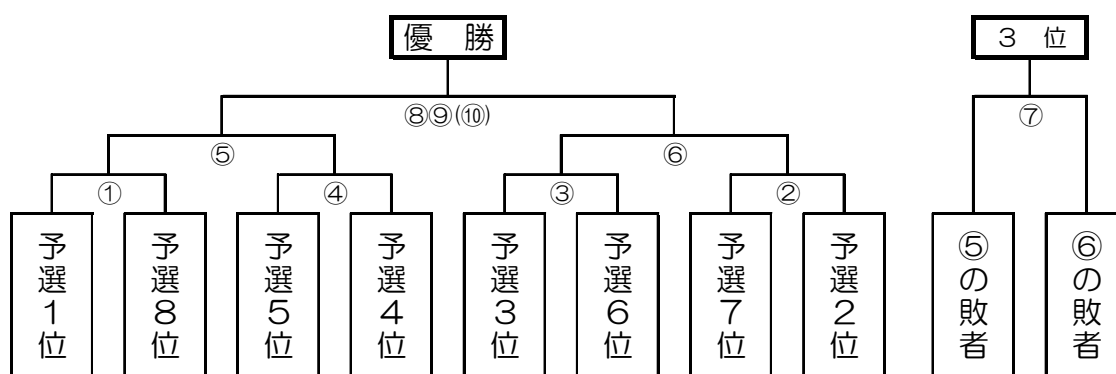 優　勝
３　位
⑧⑨(⑩)
⑦
⑤
⑥
①
④
③
②
予選１位
予選８位
予選５位
予選４位
予選３位
予選６位
予選７位
予選２位
⑤の敗者
⑥の敗者